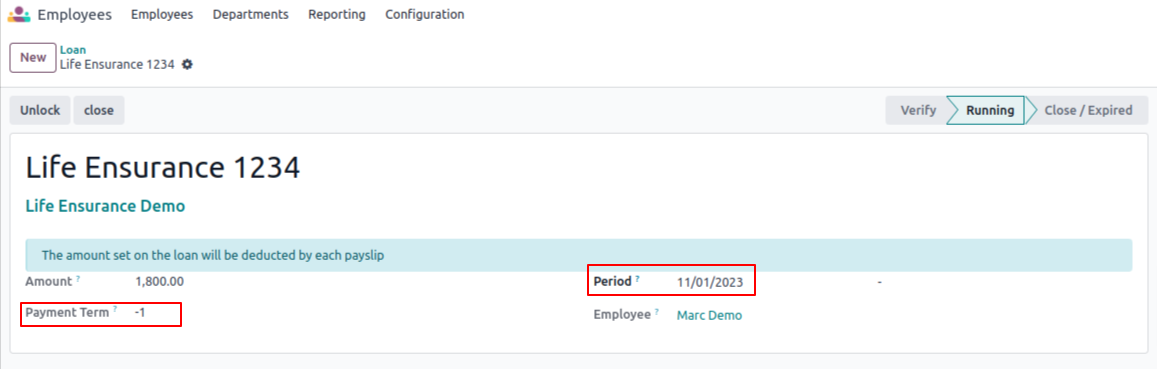 Employees Employees Departments Reporting Configuration
New Loan
Life Ensurance 1234
Unlock close Verify Running Close / Expired
Life Ensurance 1234
Life Ensurance Demo
The amount set on the loan will be deducted by each payslip
Amount ? 1,800.00 Period ? 11/01/2023 -
Payment Term ? -1 Employee ? Marc Demo